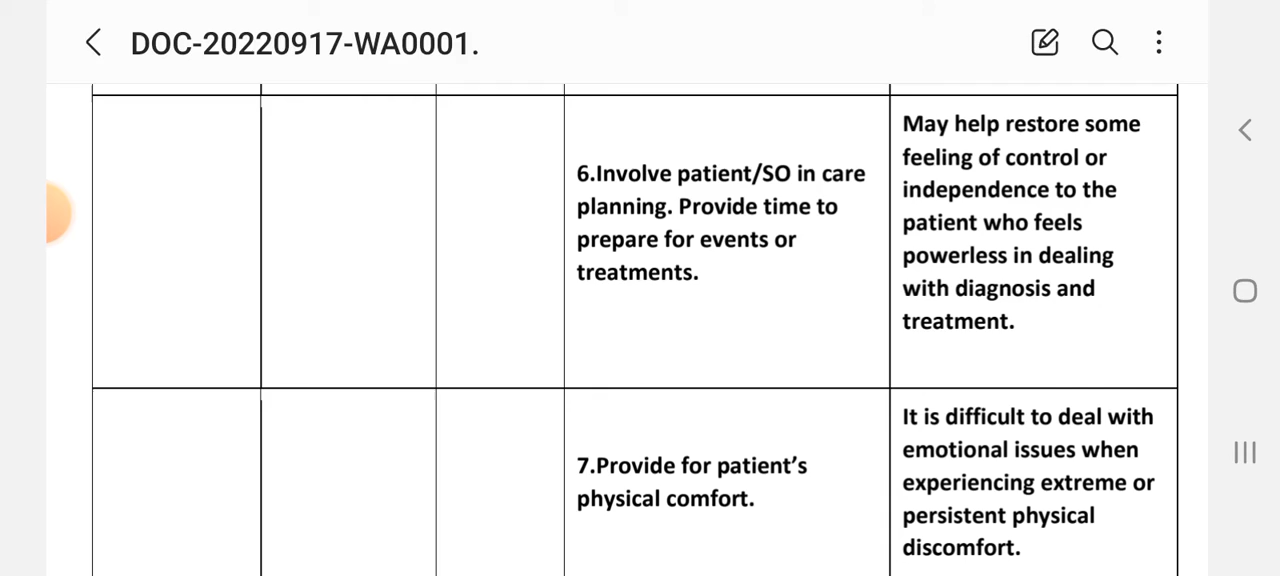 DOC-20220917-WA0001.
6.Involve patient/SO in care
planning. Provide time to
prepare for events or
treatments.
May help restore some
feeling of control or
independence to the
patient who feels
powerless in dealing
with diagnosis and
treatment.
7.Provide for patient’s
physical comfort.
It is difficult to deal with
emotional issues when
experiencing extreme or
persistent physical
discomfort.